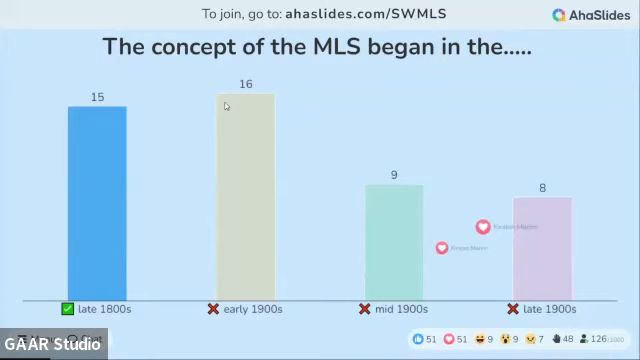 To join, go to: ahaslides.com/SWMLS
AhaSlides
The concept of the MLS began in the.....
15
16
9
8
late 1800s
early 1900s
mid 1900s
late 1900s
GAAR Studio
51
51
9
9
7
48
126/1000